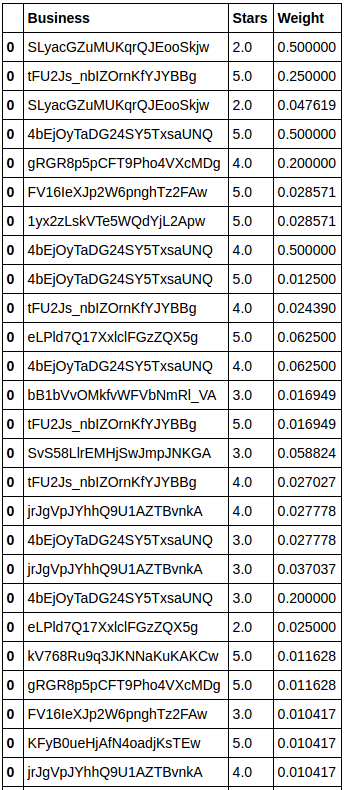 Business Stars Weight
0 SLyacGZuMUKqrQJEooSkjw 2.0 0.500000
0 tFU2Js_nbIZOrnKfYJYBBg 5.0 0.250000
0 SLyacGZuMUKqrQJEooSkjw 2.0 0.047619
0 4bEjOyTaDG24SY5TxsaUNQ 5.0 0.500000
0 gRGR8p5pCFT9Pho4VXcMDg 4.0 0.200000
0 FV16IeXJp2W6pnghTz2FAw 5.0 0.028571
0 1yx2zLskVTe5WQdYjL2Apw 5.0 0.028571
0 4bEjOyTaDG24SY5TxsaUNQ 4.0 0.500000
0 4bEjOyTaDG24SY5TxsaUNQ 5.0 0.012500
0 tFU2Js_nbIZOrnKfYJYBBg 4.0 0.024390
0 eLPld7Q17XxlclFGzZQX5g 5.0 0.062500
0 4bEjOyTaDG24SY5TxsaUNQ 4.0 0.062500
0 bB1bVvOMkfvWFVbNmRl_VA 3.0 0.016949
0 tFU2Js_nbIZOrnKfYJYBBg 5.0 0.016949
0 SvS58LlrEMHjSwJmpJNKGA 3.0 0.058824
0 tFU2Js_nbIZOrnKfYJYBBg 4.0 0.027027
0 jrJgVpJYhhQ9U1AZTBvnkA 4.0 0.027778
0 4bEjOyTaDG24SY5TxsaUNQ 3.0 0.027778
0 jrJgVpJYhhQ9U1AZTBvnkA 3.0 0.037037
0 4bEjOyTaDG24SY5TxsaUNQ 3.0 0.200000
0 eLPld7Q17XxlclFGzZQX5g 2.0 0.025000
0 kV768Ru9q3JKNNaKuKAKCw 5.0 0.011628
0 gRGR8p5pCFT9Pho4VXcMDg 5.0 0.011628
0 FV16IeXJp2W6pnghTz2FAw 3.0 0.010417
0 KFyB0ueHjAfN4oadjKsTEw 5.0 0.010417
0 jrJgVpJYhhQ9U1AZTBvnkA 4.0 0.010417